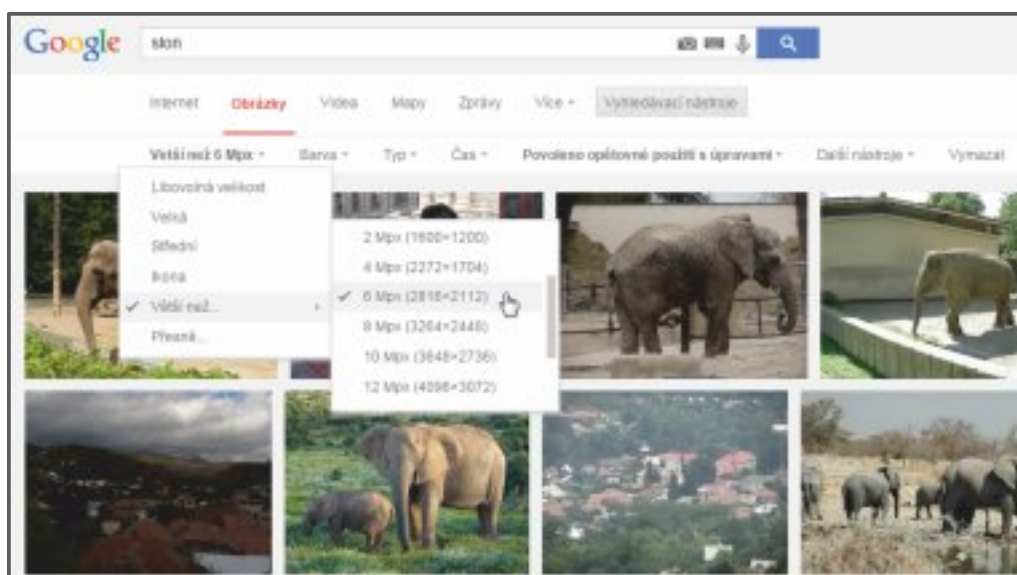 Google slon
Internet Obrázky Videa Mapy Zprávy Více Vyhledávací nástroje
Větší než 6 Mpx Barva Typ Čas Povoleno opětovné použití s úpravami Další nástroje Vymazat
Libovolná velikost
Velká
Střední
Ikona
Větší než...
Přesně...
2 Mpx (1600×1200)
4 Mpx (2272×1704)
6 Mpx (2816×2112)
8 Mpx (3264×2448)
10 Mpx (3648×2736)
12 Mpx (4096×3072)